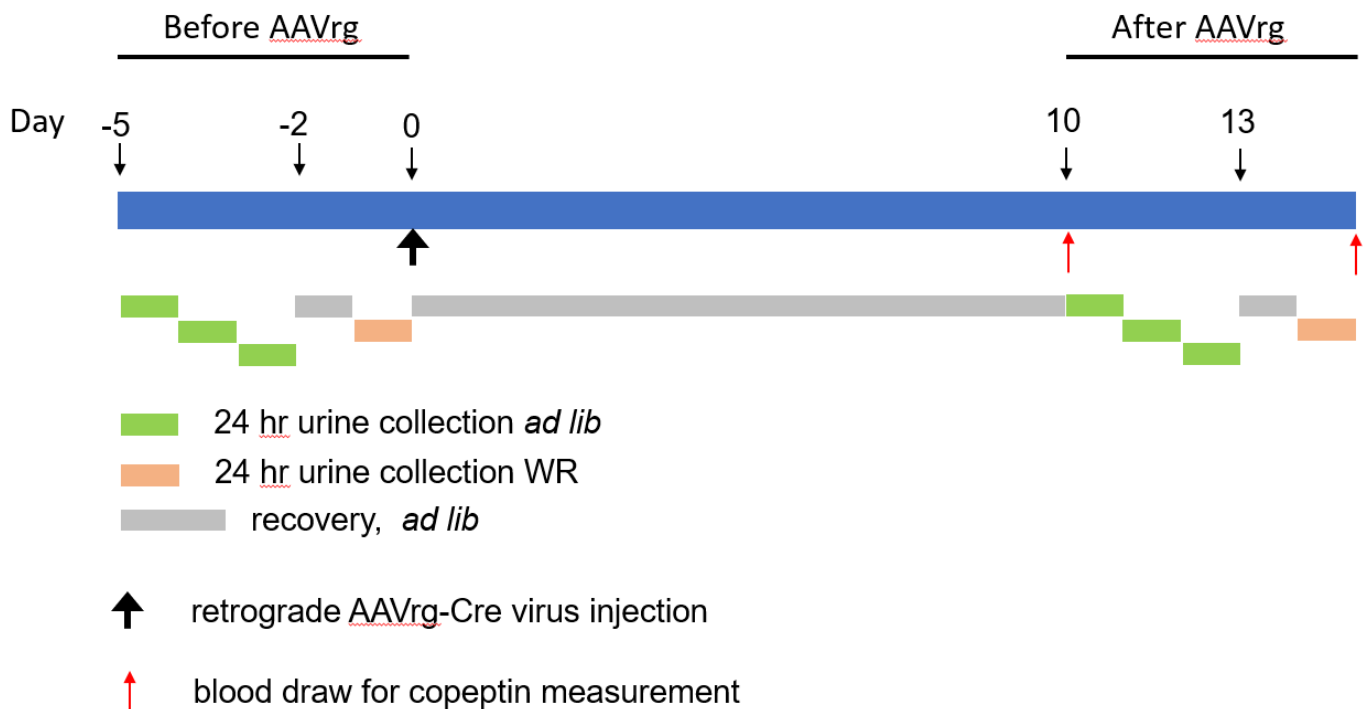 Before AAVrg
After AAVrg
Day -5 -2 0 10 13
24 hr urine collection ad lib
24 hr urine collection WR
recovery, ad lib
retrograde AAVrg-Cre virus injection
blood draw for copeptin measurement